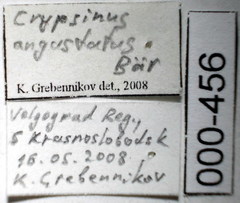 Crypsinus
angustatus
Bär
K. Grebennikov det., 2008
Volgograd Reg.,
5 Krasnoslobodsk
16.05.2008,
K. Grebennikov
000-456